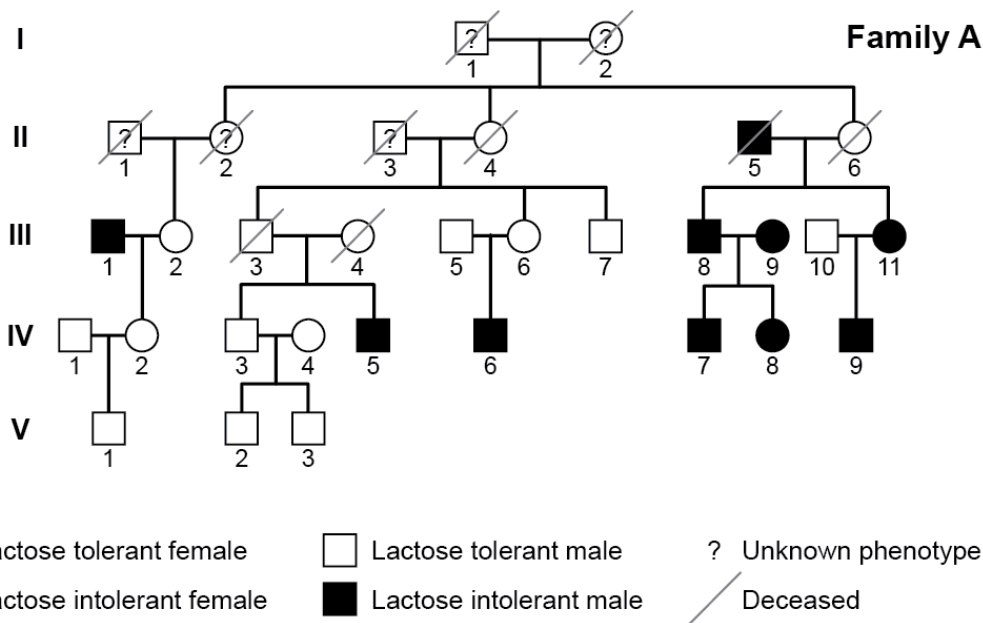 I ? ? Family A
1 2
II ? ? ?
1 2 3 4 5 6
III
1 2 3 4 5 6 7 8 9 10 11
IV
1 2 3 4 5 6 7 8 9
V
1 2 3
actose tolerant female Lactose tolerant male ? Unknown phenotype
actose intolerant female Lactose intolerant male Deceased